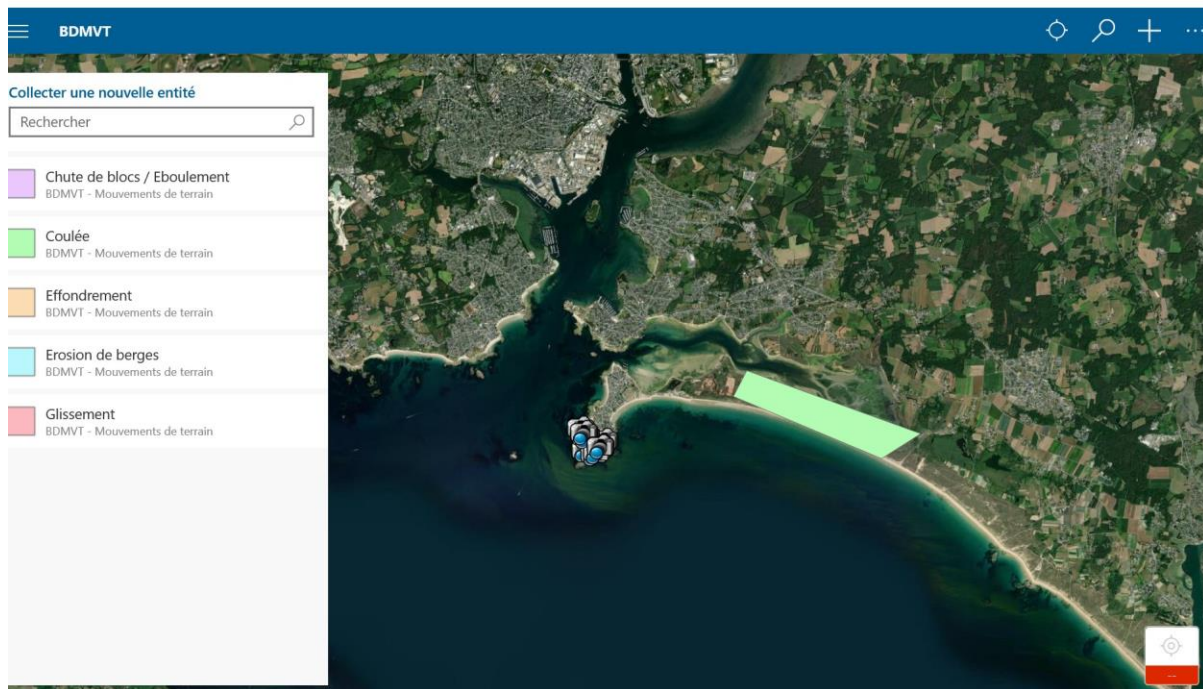 BDMVT
Collecter une nouvelle entité
Rechercher
Chute de blocs / Eboulement
BDMVT - Mouvements de terrain
Coulée
BDMVT - Mouvements de terrain
Effondrement
BDMVT - Mouvements de terrain
Erosion de berges
BDMVT - Mouvements de terrain
Glissement
BDMVT - Mouvements de terrain
--